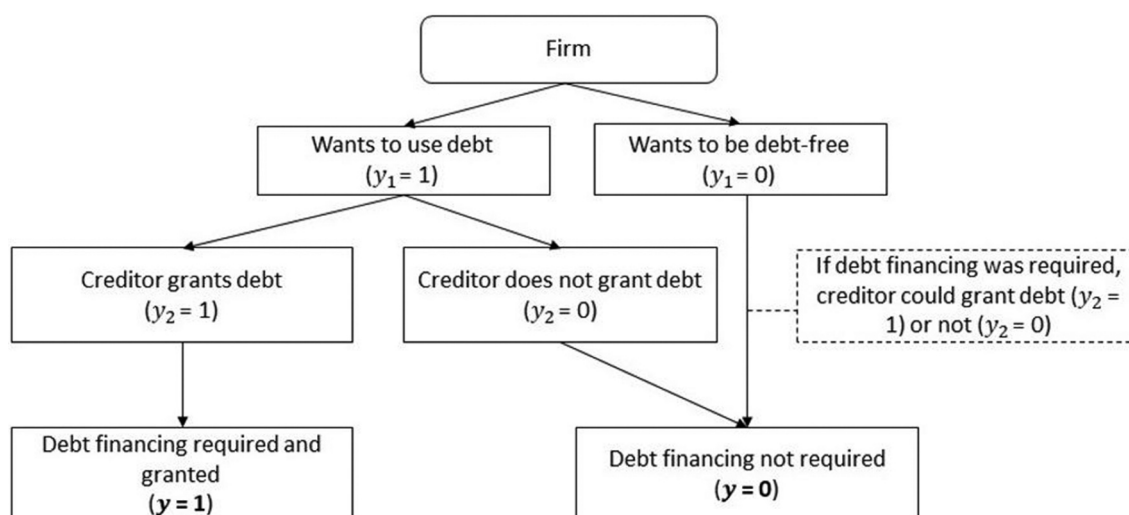 Firm
Wants to use debt
(y₁ = 1)
Wants to be debt-free
(y₁ = 0)
Creditor grants debt
(y₂ = 1)
Creditor does not grant debt
(y₂ = 0)
If debt financing was required,
creditor could grant debt (y₂ =
1) or not (y₂ = 0)
Debt financing required and
granted
(y = 1)
Debt financing not required
(y = 0)